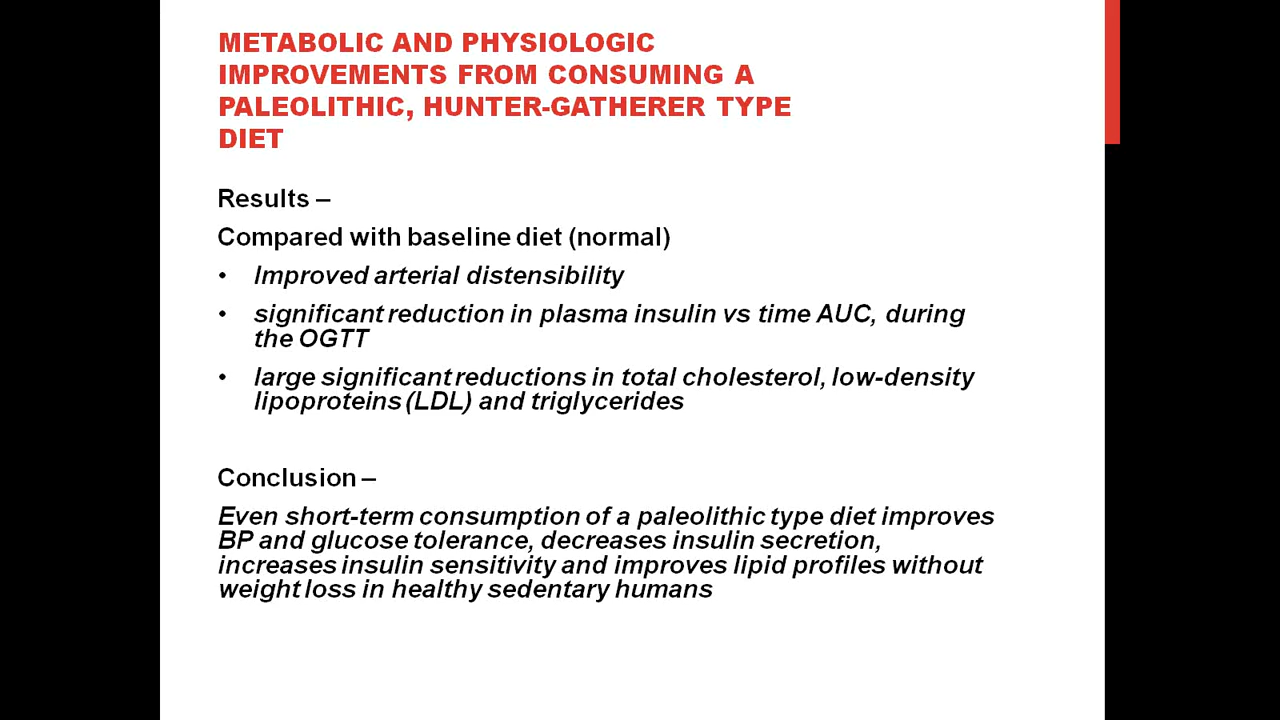 METABOLIC AND PHYSIOLOGIC
IMPROVEMENTS FROM CONSUMING A
PALEOLITHIC, HUNTER-GATHERER TYPE
DIET
Results –
Compared with baseline diet (normal)
• Improved arterial distensibility
• significant reduction in plasma insulin vs time AUC, during
the OGTT
• large significant reductions in total cholesterol, low-density
lipoproteins (LDL) and triglycerides
Conclusion –
Even short-term consumption of a paleolithic type diet improves
BP and glucose tolerance, decreases insulin secretion,
increases insulin sensitivity and improves lipid profiles without
weight loss in healthy sedentary humans